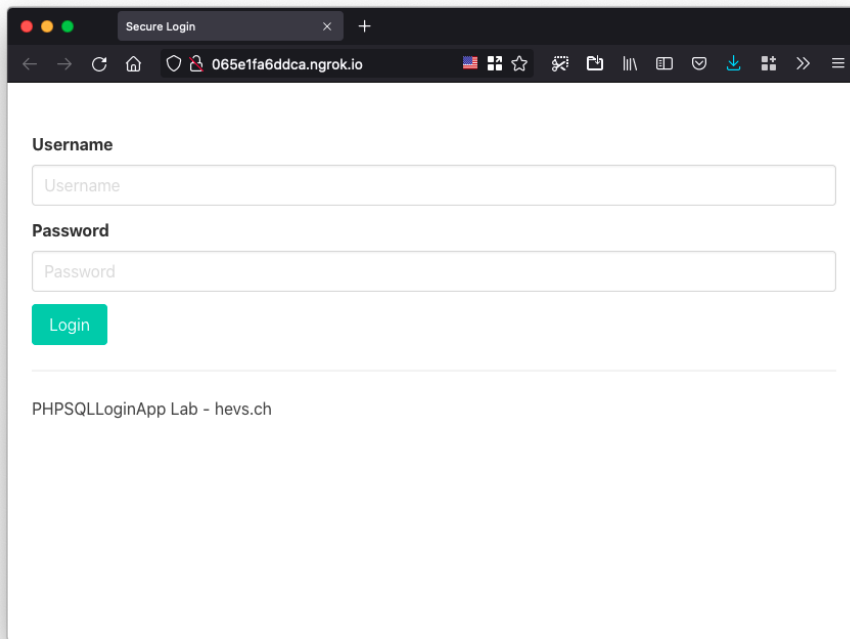 Secure Login
065e1fa6ddca.ngrok.io
Username
Username
Password
Password
Login
PHPSQLLoginApp Lab - hevs.ch